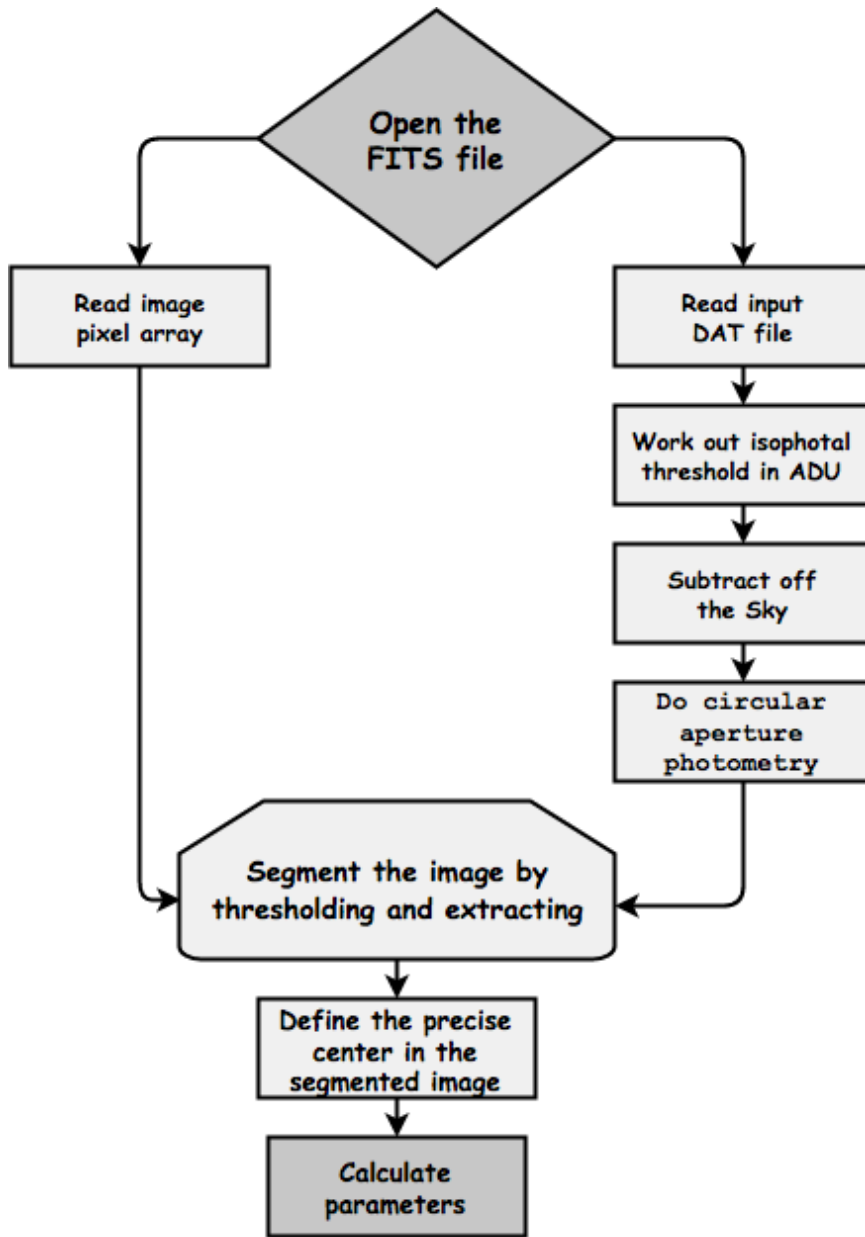 Open the
FITS file
Read image
pixel array
Read input
DAT file
Work out isophotal
threshold in ADU
Subtract off
the Sky
Do circular
aperture
photometry
Segment the image by
thresholding and extracting
Define the precise
center in the
segmented image
Calculate
parameters